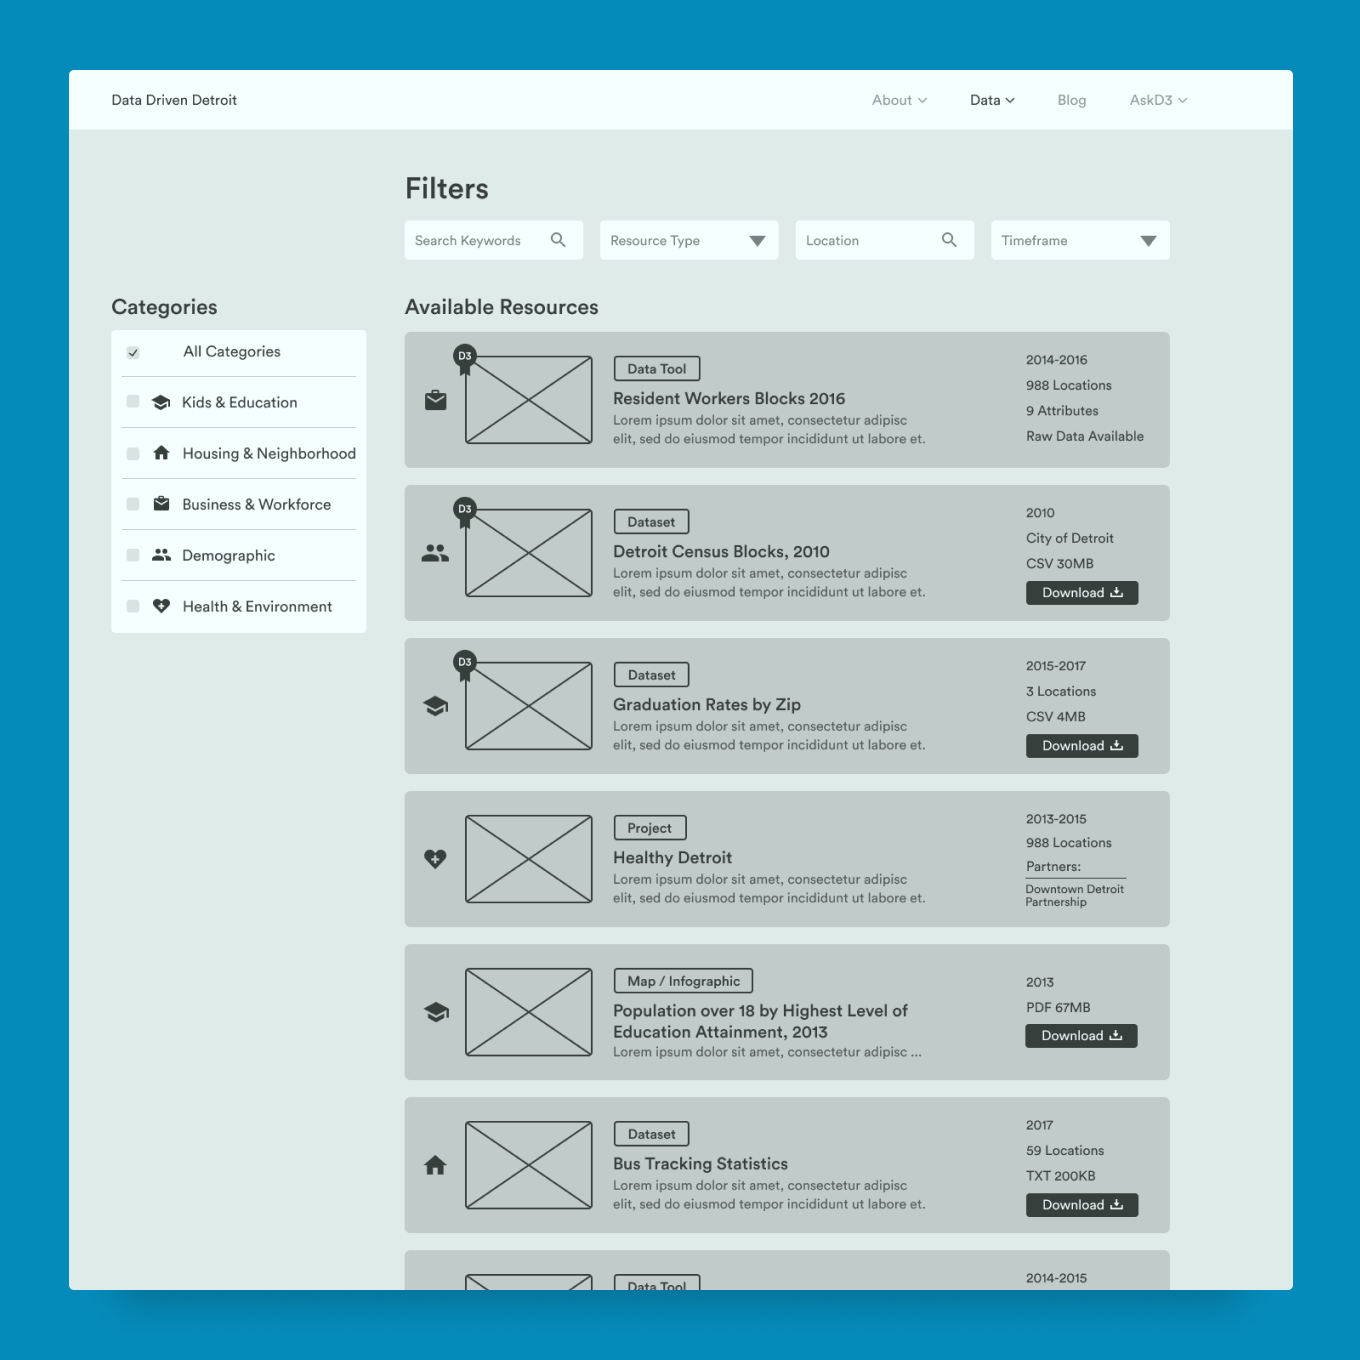 Data Driven Detroit
About
Data
Blog
AskD3
Filters
Search Keywords
Resource Type
Location
Timeframe
Categories
All Categories
Kids & Education
Housing & Neighborhood
Business & Workforce
Demographic
Health & Environment
Available Resources
D3
Data Tool
Resident Workers Blocks 2016
Lorem ipsum dolor sit amet, consectetur adipisc
elit, sed do eiusmod tempor incididunt ut labore et.
2014-2016
988 Locations
9 Attributes
Raw Data Available
D3
Dataset
Detroit Census Blocks, 2010
Lorem ipsum dolor sit amet, consectetur adipisc
elit, sed do eiusmod tempor incididunt ut labore et.
2010
City of Detroit
CSV 30MB
Download
D3
Dataset
Graduation Rates by Zip
Lorem ipsum dolor sit amet, consectetur adipisc
elit, sed do eiusmod tempor incididunt ut labore et.
2015-2017
3 Locations
CSV 4MB
Download
Project
Healthy Detroit
Lorem ipsum dolor sit amet, consectetur adipisc
elit, sed do eiusmod tempor incididunt ut labore et.
2013-2015
988 Locations
Partners:
Downtown Detroit
Partnership
Map / Infographic
Population over 18 by Highest Level of
Education Attainment, 2013
Lorem ipsum dolor sit amet, consectetur adipisc ...
2013
PDF 67MB
Download
Dataset
Bus Tracking Statistics
Lorem ipsum dolor sit amet, consectetur adipisc
elit, sed do eiusmod tempor incididunt ut labore et.
2017
59 Locations
TXT 200KB
Download
Data Tool
2014-2015